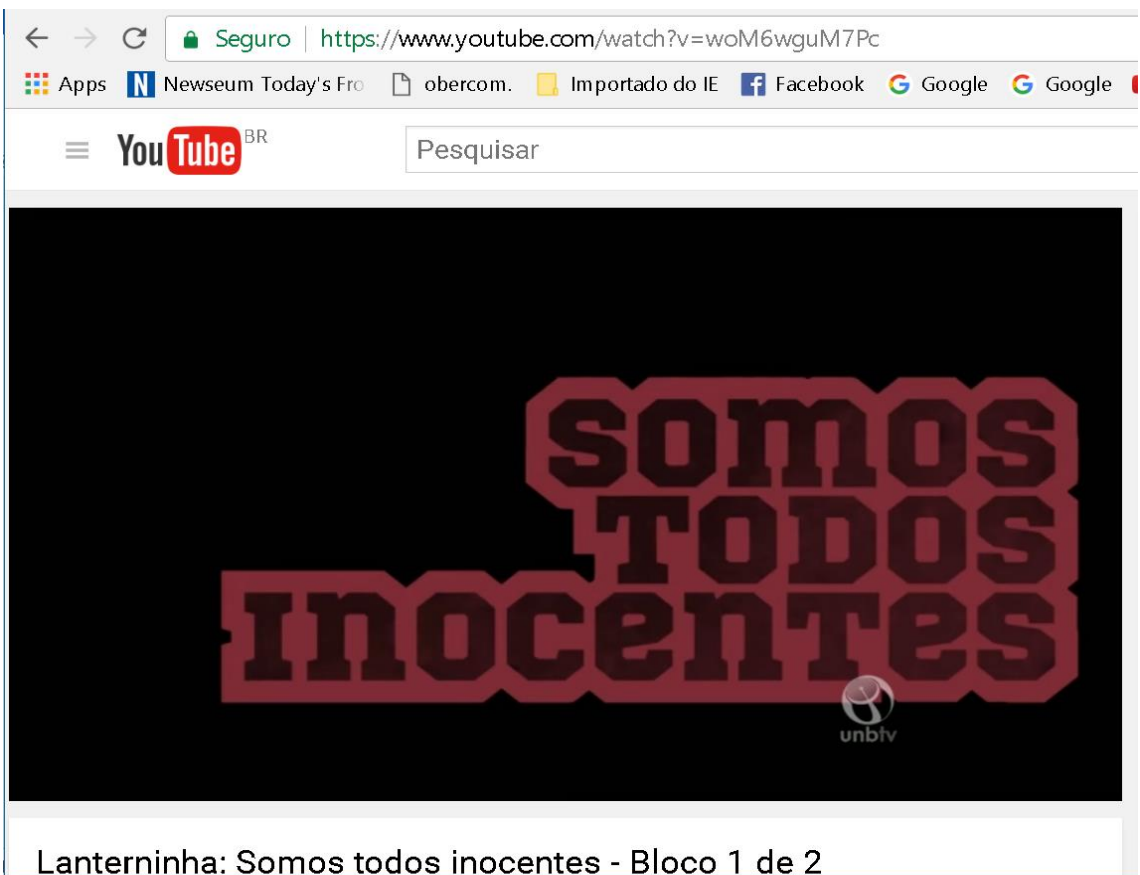 Seguro | https://www.youtube.com/watch?v=woM6wguM7Pc
Apps N Newseum Today's Fro obercom. Importado do IE f Facebook G Google G Google
YouTube BR Pesquisar
somos
todos
inocentes
unbtv
Lanterninha: Somos todos inocentes - Bloco 1 de 2